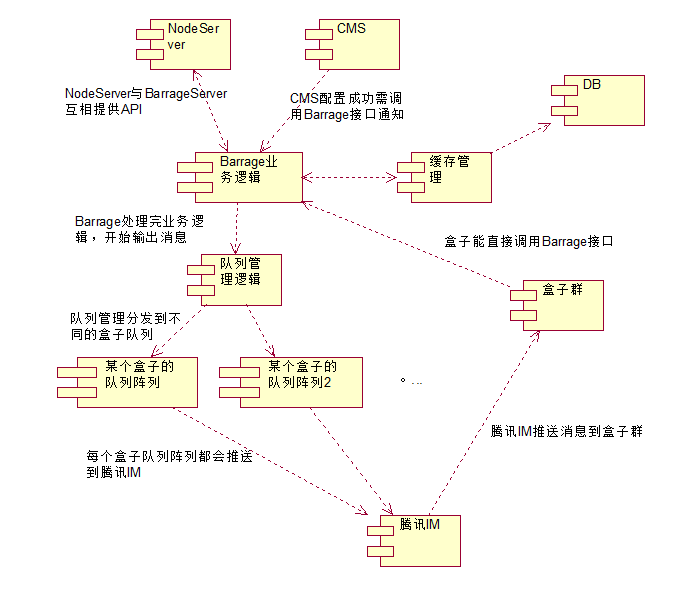 NodeSer
ver
CMS
DB
NodeServer与BarrageServer
互相提供API
CMS配置成功需调
用Barrage接口通知
Barrage业
务逻辑
缓存管
理
Barrage处理完业务逻
辑，开始输出消息
盒子能直接调用Barrage接口
队列管
理逻辑
盒子群
队列管理分发到不
同的盒子队列
某个盒子的
队列阵列
某个盒子的
队列阵列2
。...
腾讯IM推送消息到盒子群
每个盒子队列阵列都会推送
到腾讯IM
腾讯IM